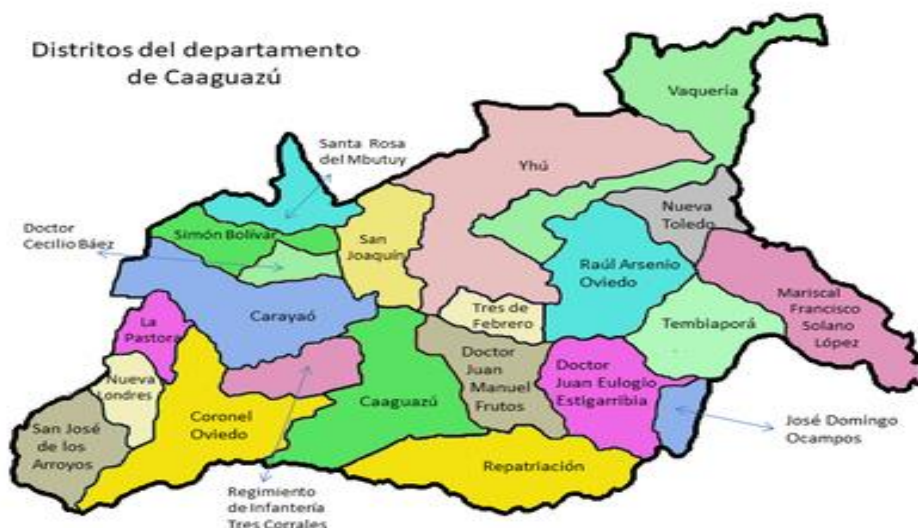 Distritos del departamento
de Caaguazú
Vaquería
Santa Rosa
del Mbutuy
Yhú
Doctor
Cecilio Báez
Simón Bolívar
San
Joaquín
Nueva
Toledo
Raúl Arsenio
Oviedo
Mariscal
Francisco
Solano
López
Carayaó
Tres de
Febrero
Tembiaporá
La
Pastora
Doctor
Juan
Manuel
Frutos
Doctor
Juan Eulogio
Estigarribia
Nueva
Londres
Caaguazú
Coronel
Oviedo
San José
de los
Arroyos
José Domingo
Ocampos
Repatriación
Regimiento
de Infantería
Tres Corrales